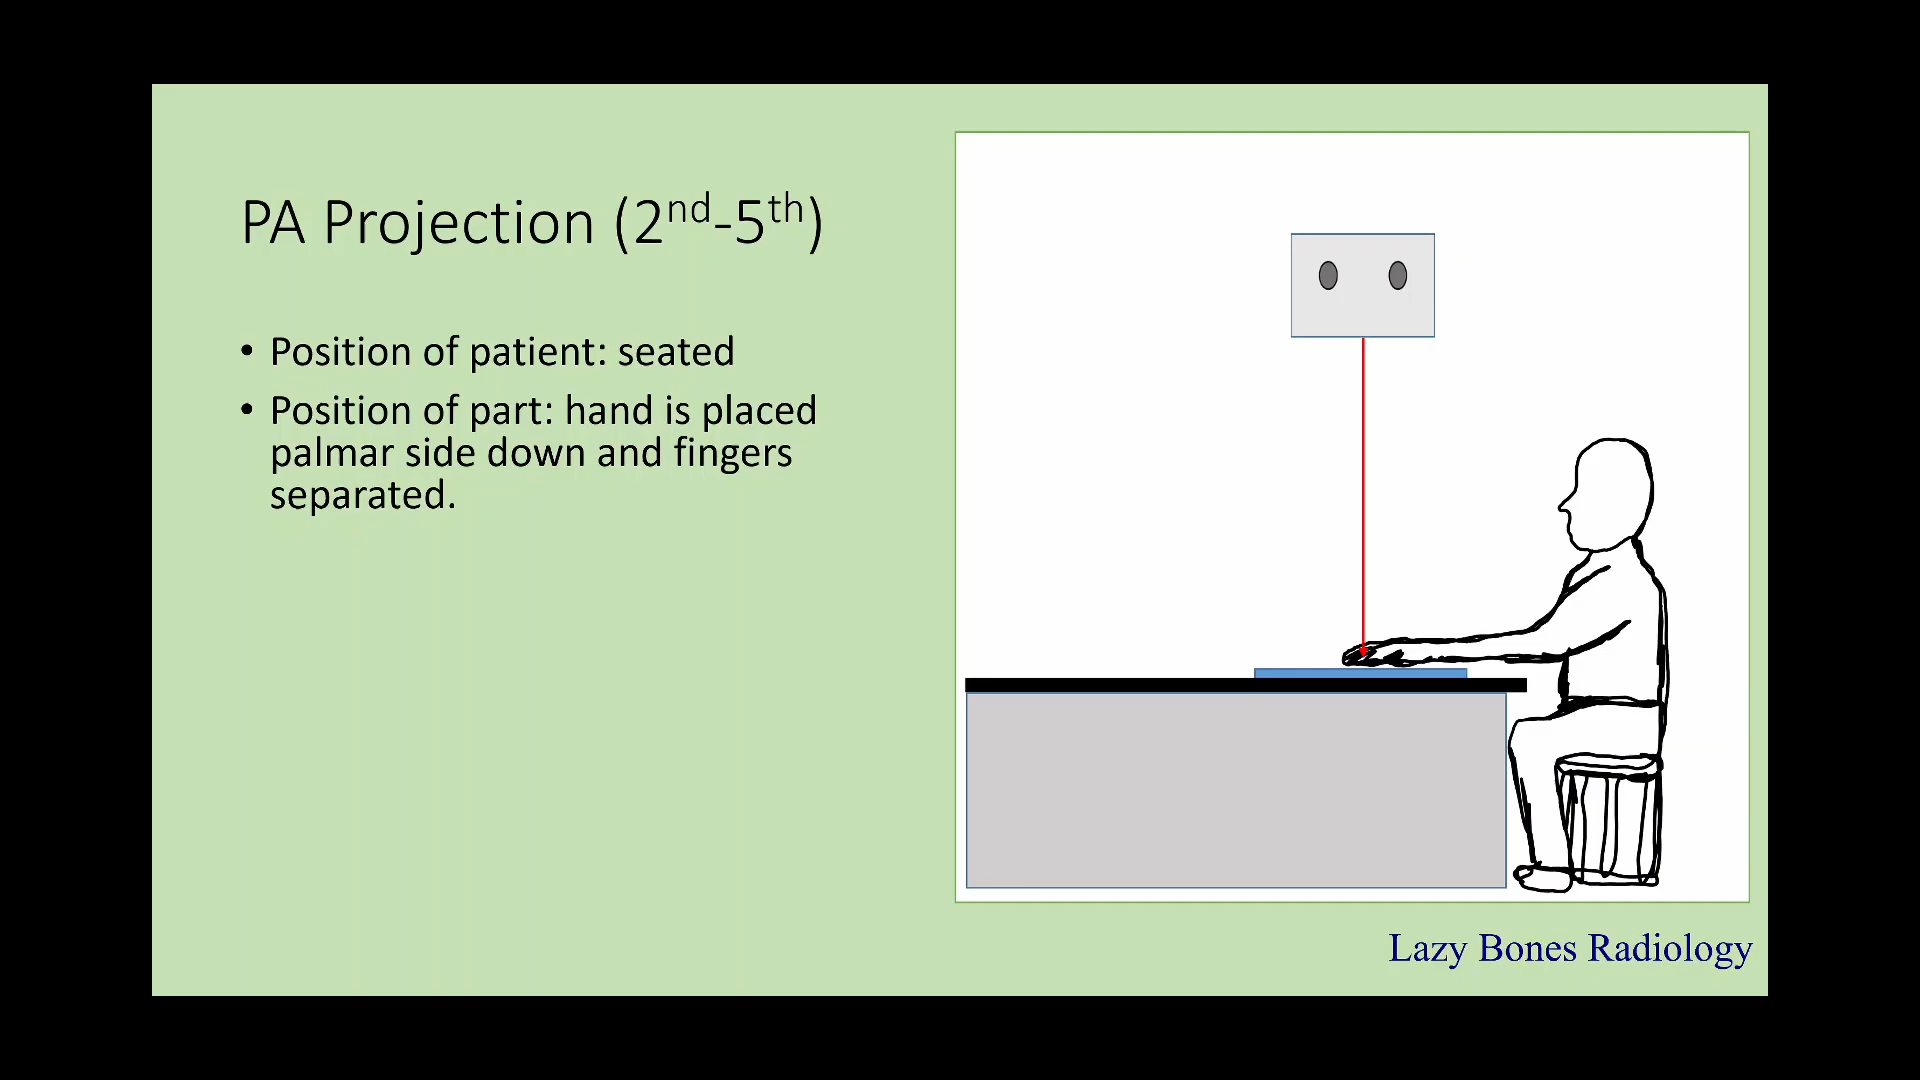 PA Projection (2nd-5th)
• Position of patient: seated
• Position of part: hand is placed
palmar side down and fingers
separated.
Lazy Bones Radiology